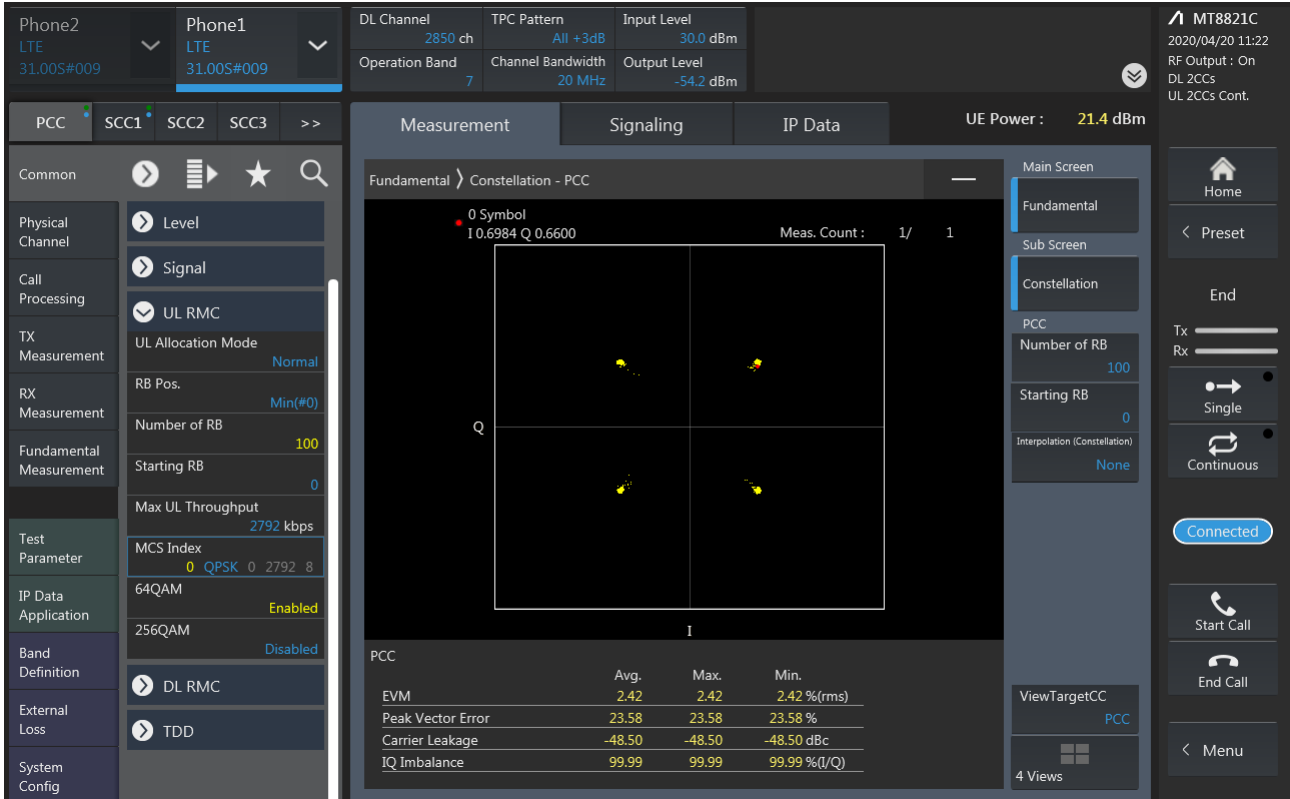 Phone2
LTE
31.00S#009
Phone1
LTE
31.00S#009
DL Channel
2850 ch
TPC Pattern
All +3dB
Input Level
30.0 dBm
Operation Band
7
Channel Bandwidth
20 MHz
Output Level
-54.2 dBm
MT8821C
2020/04/20 11:22
RF Output : On
DL 2CCs
UL 2CCs Cont.
PCC
SCC1
SCC2
SCC3
>>
Measurement
Signaling
IP Data
UE Power : 21.4 dBm
Common
Physical
Channel
Call
Processing
TX
Measurement
RX
Measurement
Fundamental
Measurement
Test
Parameter
IP Data
Application
Band
Definition
External
Loss
System
Config
Level
Signal
UL RMC
UL Allocation Mode
Normal
RB Pos.
Min(#0)
Number of RB
100
Starting RB
0
Max UL Throughput
2792 kbps
MCS Index
0 QPSK 0 2792 8
64QAM
Enabled
256QAM
Disabled
DL RMC
TDD
Fundamental 〉 Constellation - PCC
0 Symbol
I 0.6984 Q 0.6600
Meas. Count : 1/ 1
Q
I
PCC
Avg. Max. Min.
EVM 2.42 2.42 2.42 %(rms)
Peak Vector Error 23.58 23.58 23.58 %
Carrier Leakage -48.50 -48.50 -48.50 dBc
IQ Imbalance 99.99 99.99 99.99 %(I/Q)
Main Screen
Fundamental
Sub Screen
Constellation
PCC
Number of RB
100
Starting RB
0
Interpolation (Constellation)
None
ViewTargetCC
PCC
4 Views
Home
< Preset
End
Tx
Rx
Single
Continuous
Connected
Start Call
End Call
< Menu